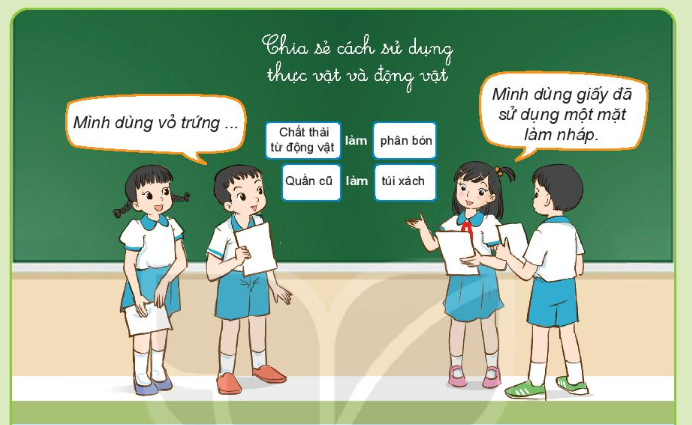 Chia sẻ cách sử dụng
thực vật và động vật
Mình dùng vỏ trứng ...
Mình dùng giấy đã
sử dụng một mặt
làm nháp.
Chất thải
từ động vật
làm
phân bón
Quần cũ
làm
túi xách